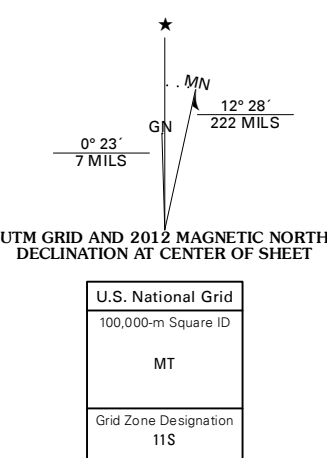 ★
MN
GN
12° 28´
222 MILS
0° 23´
7 MILS
UTM GRID AND 2012 MAGNETIC NORTH
DECLINATION AT CENTER OF SHEET
U.S. National Grid
100,000-m Square ID
MT
Grid Zone Designation
11S